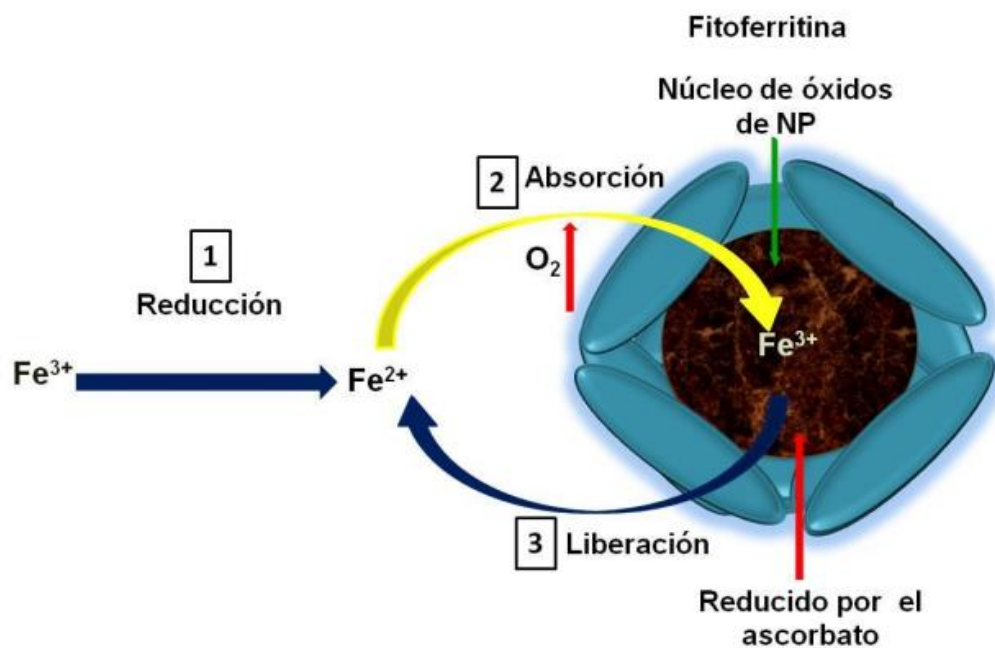 Fitoferritina
Núcleo de óxidos
de NP
2 Absorción
1
Reducción
O₂
Fe³⁺
Fe³⁺
Fe²⁺
3 Liberación
Reducido por el
ascorbato